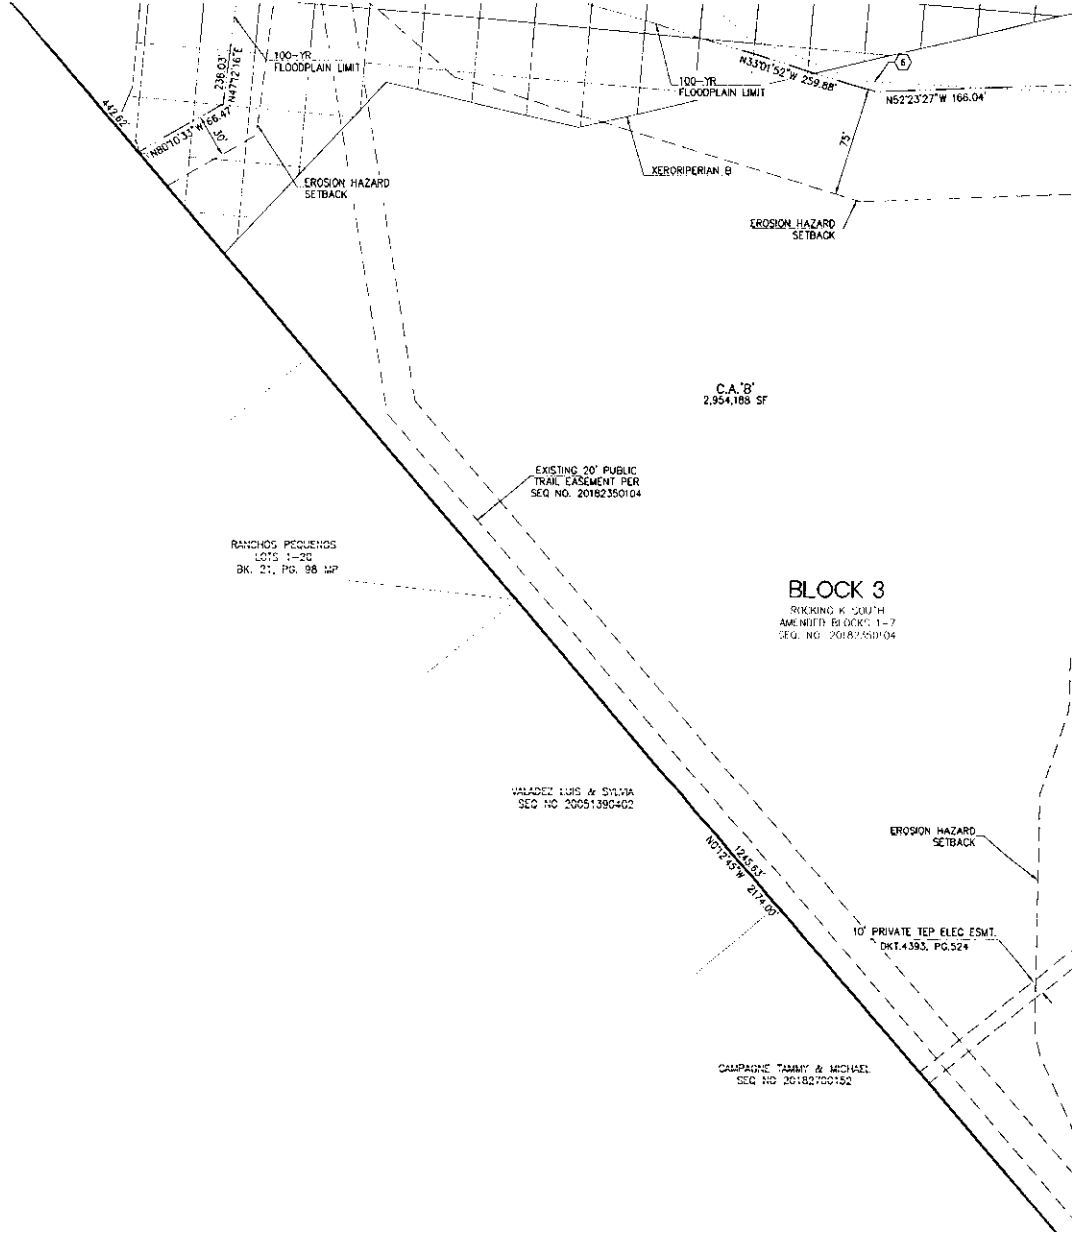 442.62'
238.03'
N47°12'16"E
N80°10'33"W 166.47'
30'
100-YR
FLOODPLAIN LIMIT
EROSION HAZARD
SETBACK
100-YR
FLOODPLAIN LIMIT
N33°01'52"W 259.88'
6
N52°23'27"W 166.04'
75'
XERORIPERIAN B
EROSION HAZARD
SETBACK
C.A.'B'
2,954,188 SF
EXISTING 20' PUBLIC
TRAIL EASEMENT PER
SEQ NO. 20182350104
RANCHOS PEQUENOS
LOTS 1-20
BK. 21, PG. 98 MP
BLOCK 3
ROCKING K SOUTH
AMENDED BLOCKS 1-7
SEQ. NO. 20182350104
VALADEZ LUIS & SYLVIA
SEQ NO 20051390402
1245.63'
N0°12'45"W 2174.00'
EROSION HAZARD
SETBACK
10' PRIVATE TEP ELEC ESMT.
DKT.4393, PG.524
CAMPAGNE TAMMY & MICHAEL
SEQ NO 20182700152